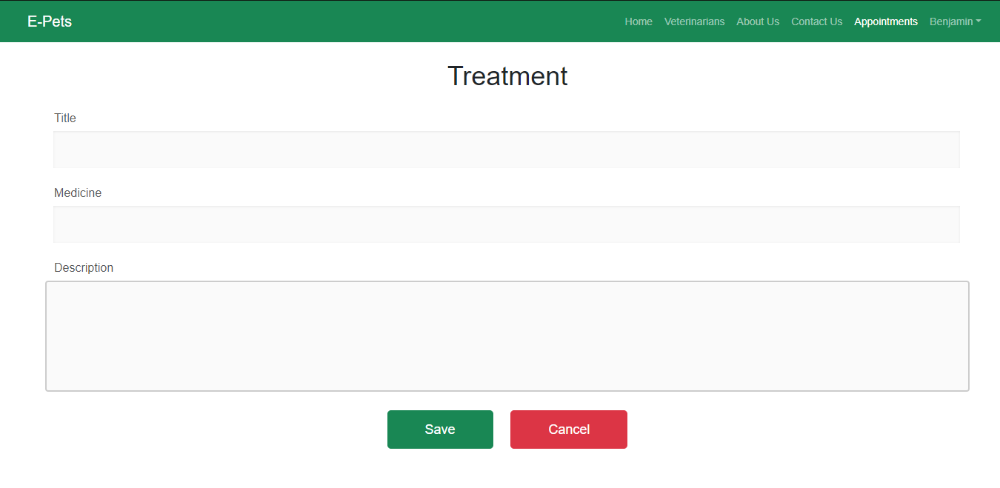 E-Pets Home Veterinarians About Us Contact Us Appointments Benjamin
Treatment
Title
Medicine
Description
Save Cancel